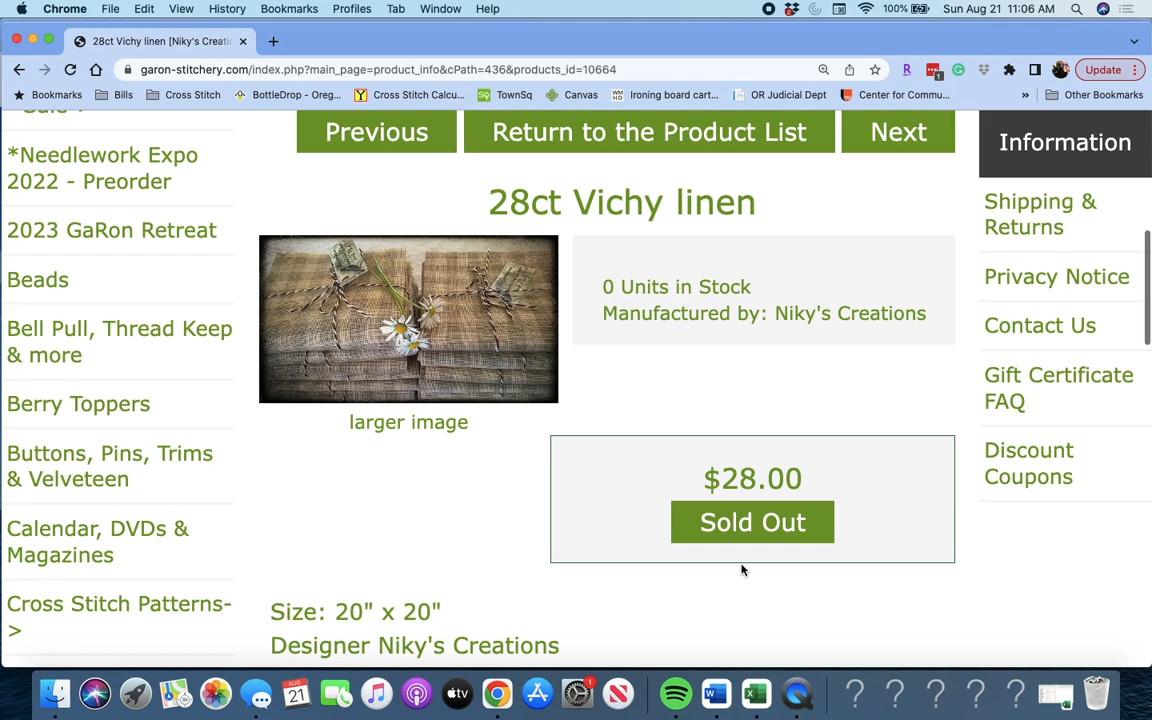 Chrome File Edit View History Bookmarks Profiles Tab Window Help 100% Sun Aug 21 11:06 AM
28ct Vichy linen [Niky's Creati
garon-stitchery.com/index.php?main_page=product_info&cPath=436&products_id=10664 Update
Bookmarks Bills Cross Stitch BottleDrop - Oreg... Cross Stitch Calcu... TownSq Canvas Ironing board cart... OR Judicial Dept Center for Commu... » Other Bookmarks
Previous Return to the Product List Next
Information
*Needlework Expo
2022 - Preorder
2023 GaRon Retreat
Beads
Bell Pull, Thread Keep
& more
Berry Toppers
Buttons, Pins, Trims
& Velveteen
Calendar, DVDs &
Magazines
Cross Stitch Patterns-
>
28ct Vichy linen
0 Units in Stock
Manufactured by: Niky's Creations
larger image
$28.00
Sold Out
Size: 20" x 20"
Designer Niky's Creations
Shipping &
Returns
Privacy Notice
Contact Us
Gift Certificate
FAQ
Discount
Coupons
AUG
21
tv
1
? ? ? ? ?